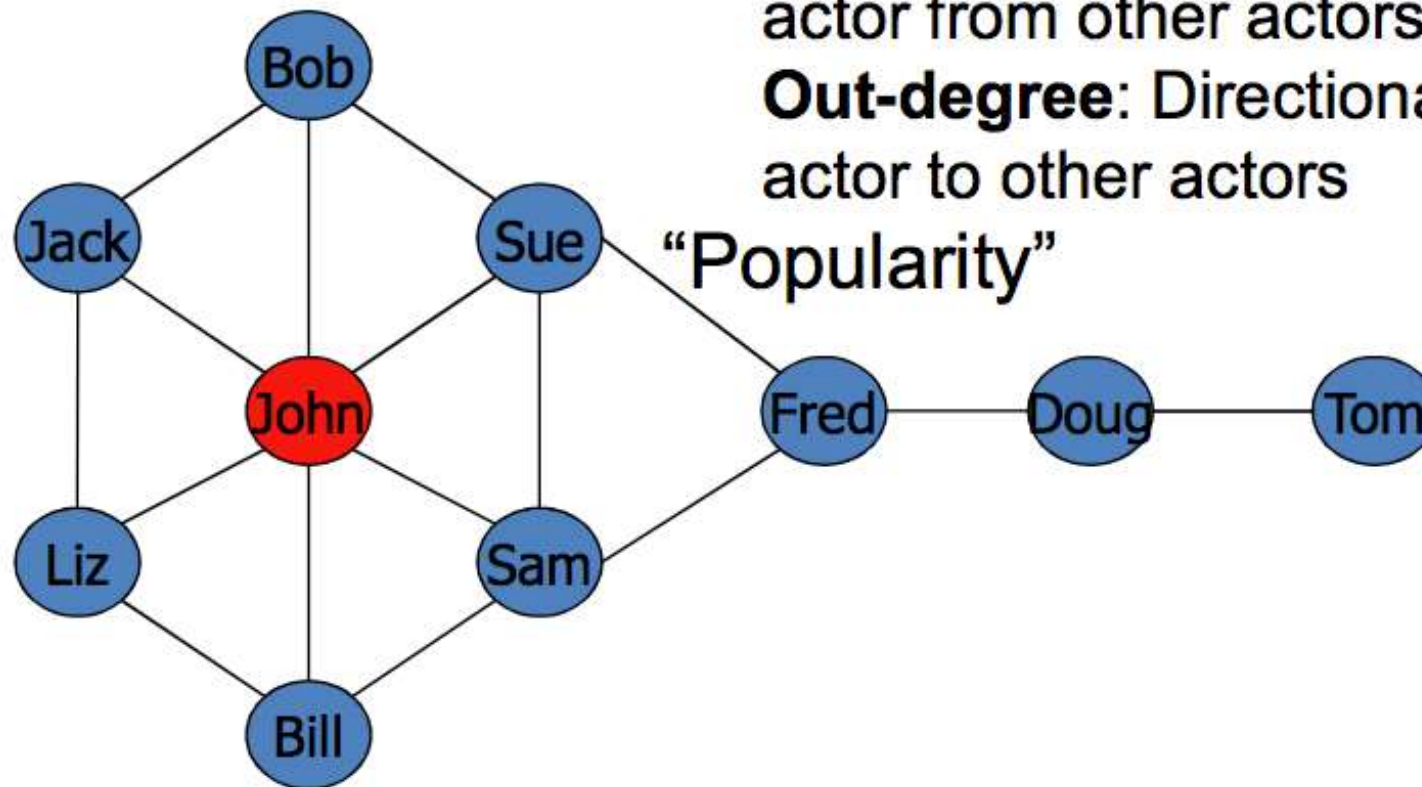 actor from other actors
Bob
Out-degree: Directiona
actor to other actors
Jack
Sue
“Popularity”
John
Fred
Doug
Tom
Liz
Sam
Bill